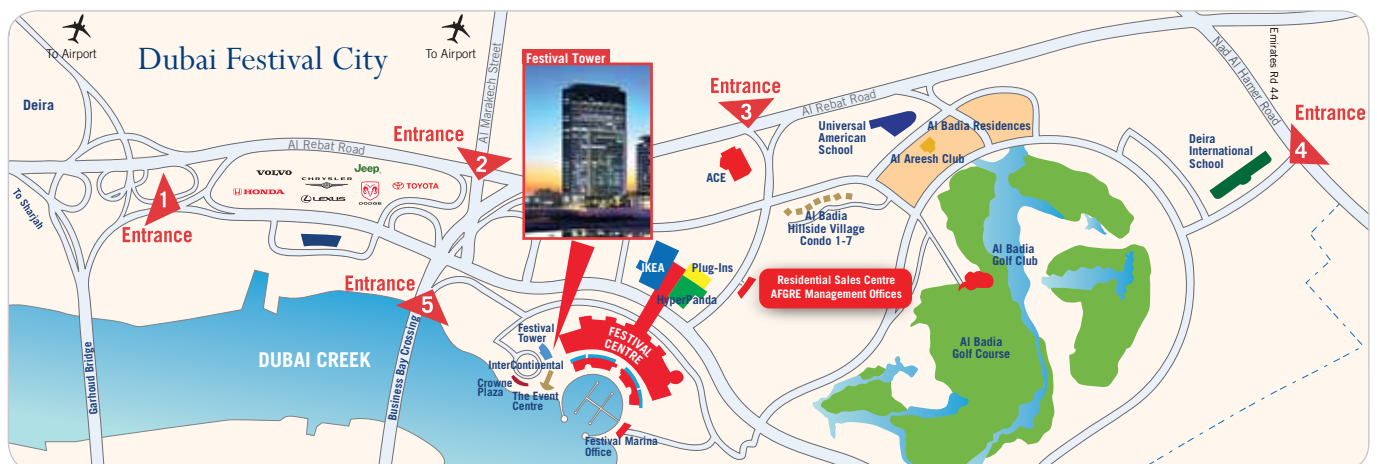 To Airport
Dubai Festival City
To Airport
Al Marakech Street
Festival Tower
Nad Al Hamer Road
Emirates Rd 44
Deira
Entrance
2
Al Rebat Road
Entrance
3
Al Rebat Road
Entrance
4
VOLVO
CHRYSLER
Jeep
HONDA
LEXUS
DODGE
TOYOTA
Universal
American
School
Al Badia Residences
Al Areesh Club
Deira
International
School
ACE
To Sharjah
1
Entrance
Al Badia
Hillside Village
Condo 1-7
Al Badia
Golf Club
IKEA
Plug-Ins
HyperPanda
Residential Sales Centre
AFGRE Management Offices
Entrance
5
DUBAI CREEK
Garhoud Bridge
Business Bay Crossing
Festival
Tower
FESTIVAL
CENTRE
InterContinental
Crowne
Plaza
The Event
Centre
Al Badia
Golf Course
Festival Marina
Office